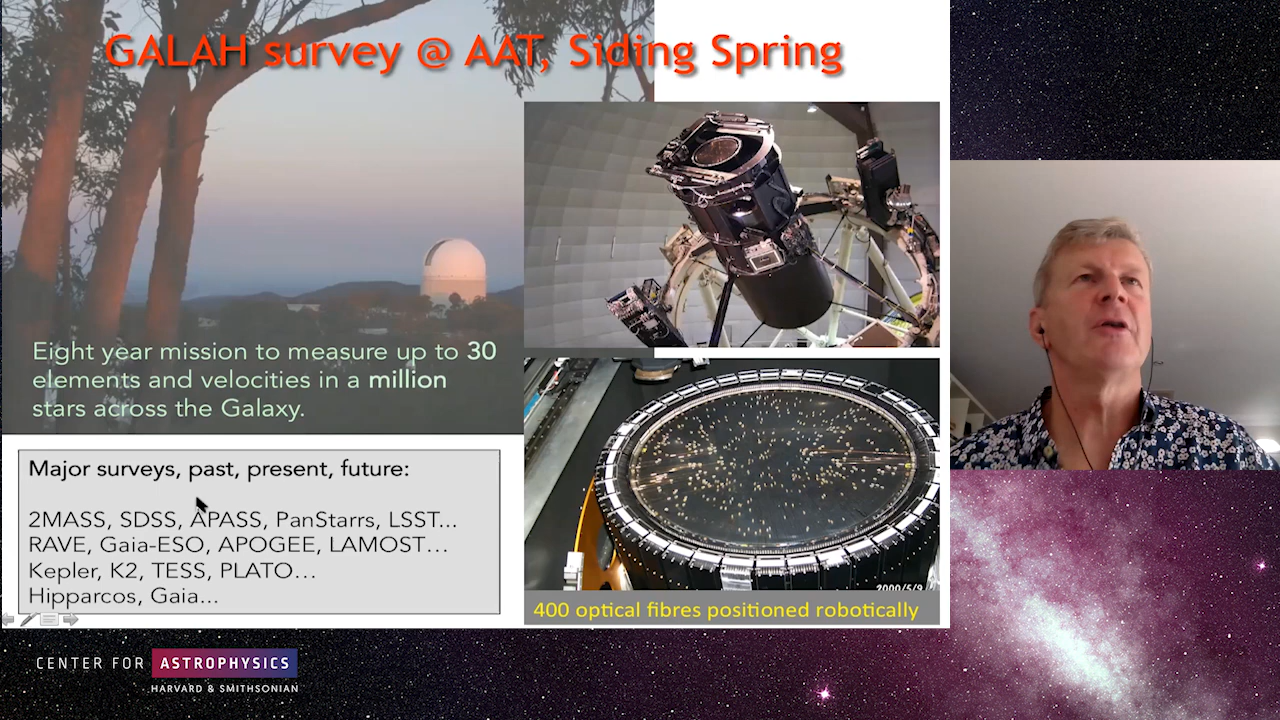 GALAH survey @ AAT, Siding Spring
Eight year mission to measure up to 30
elements and velocities in a million
stars across the Galaxy.
Major surveys, past, present, future:
2MASS, SDSS, APASS, PanStarrs, LSST...
RAVE, Gaia-ESO, APOGEE, LAMOST...
Kepler, K2, TESS, PLATO...
Hipparcos, Gaia...
2000/5/9
400 optical fibres positioned robotically
CENTER FOR ASTROPHYSICS
HARVARD & SMITHSONIAN